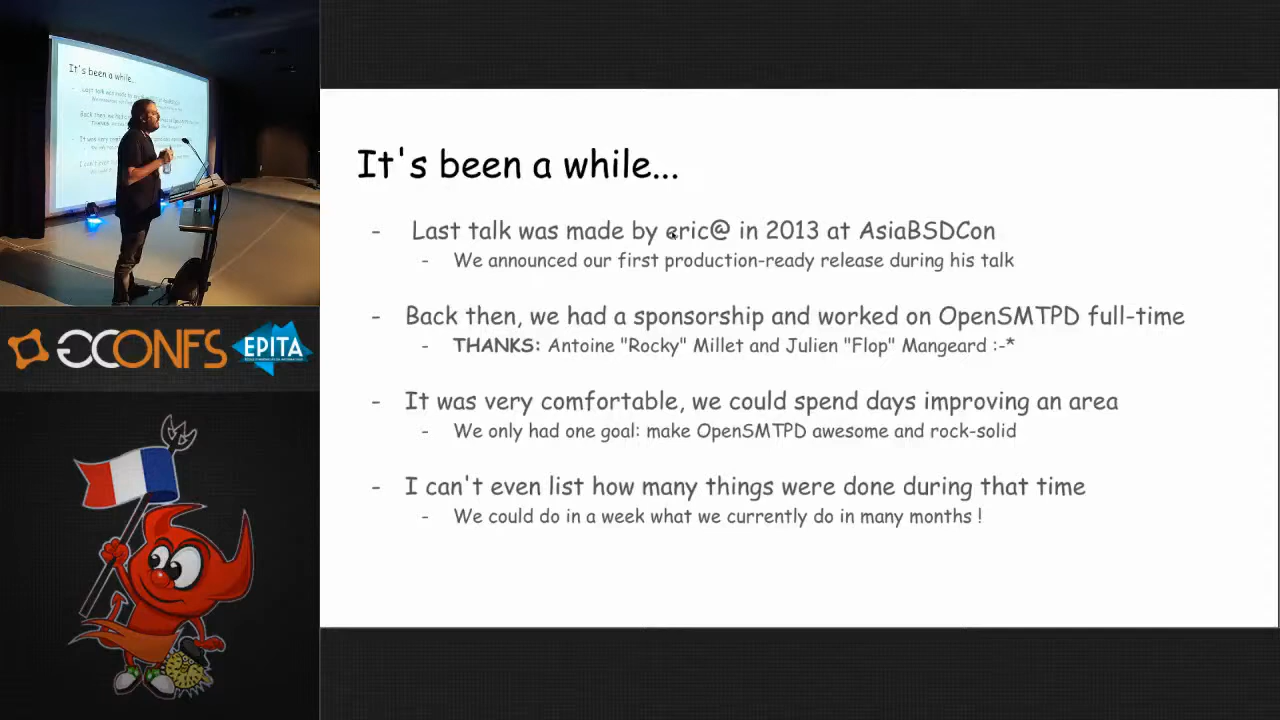 It's been a while...
- Last talk was made by eric@ in 2013 at AsiaBSDCon
- We announced our first production-ready release during his talk
- Back then, we had a sponsorship and worked on OpenSMTPD full-time
- THANKS: Antoine "Rocky" Millet and Julien "Flop" Mangeard :-*
- It was very comfortable, we could spend days improving an area
- We only had one goal: make OpenSMTPD awesome and rock-solid
- I can't even list how many things were done during that time
- We could do in a week what we currently do in many months !
It's been a while...
GCONFS
EPITA